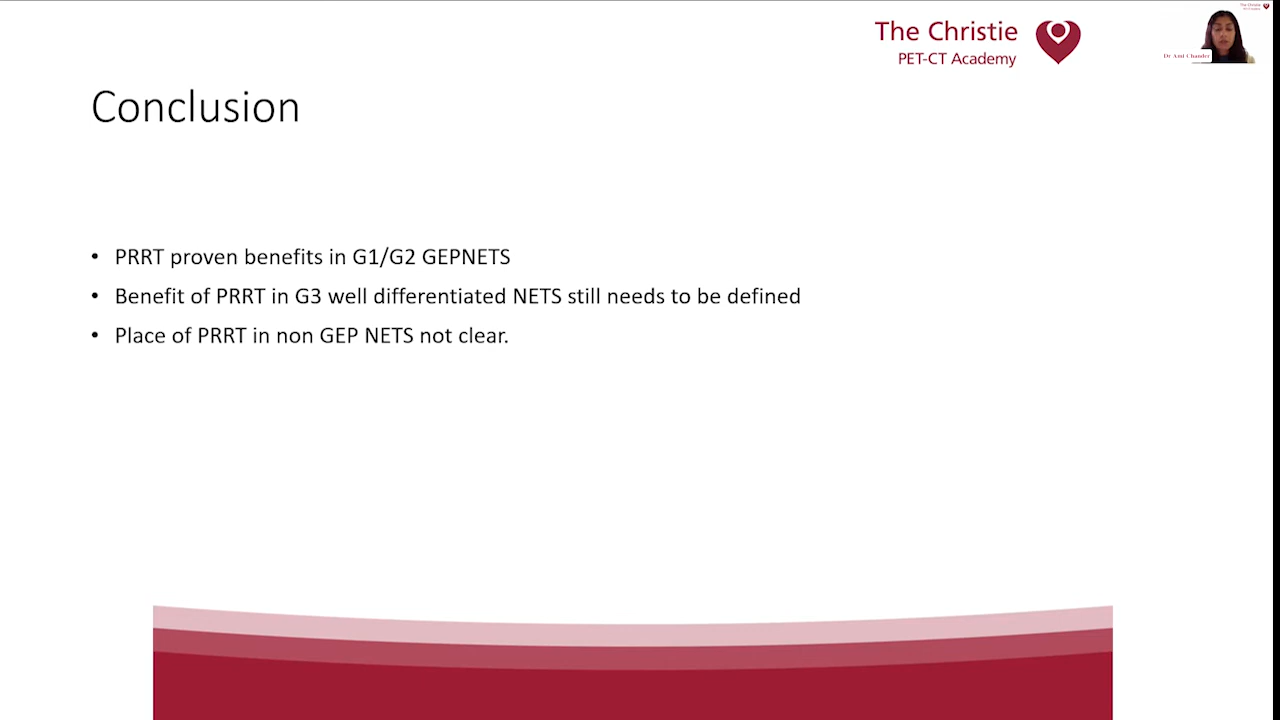 The Christie
PET-CT Academy
Dr Ami Chander
Conclusion
• PRRT proven benefits in G1/G2 GEPNETS
• Benefit of PRRT in G3 well differentiated NETS still needs to be defined
• Place of PRRT in non GEP NETS not clear.